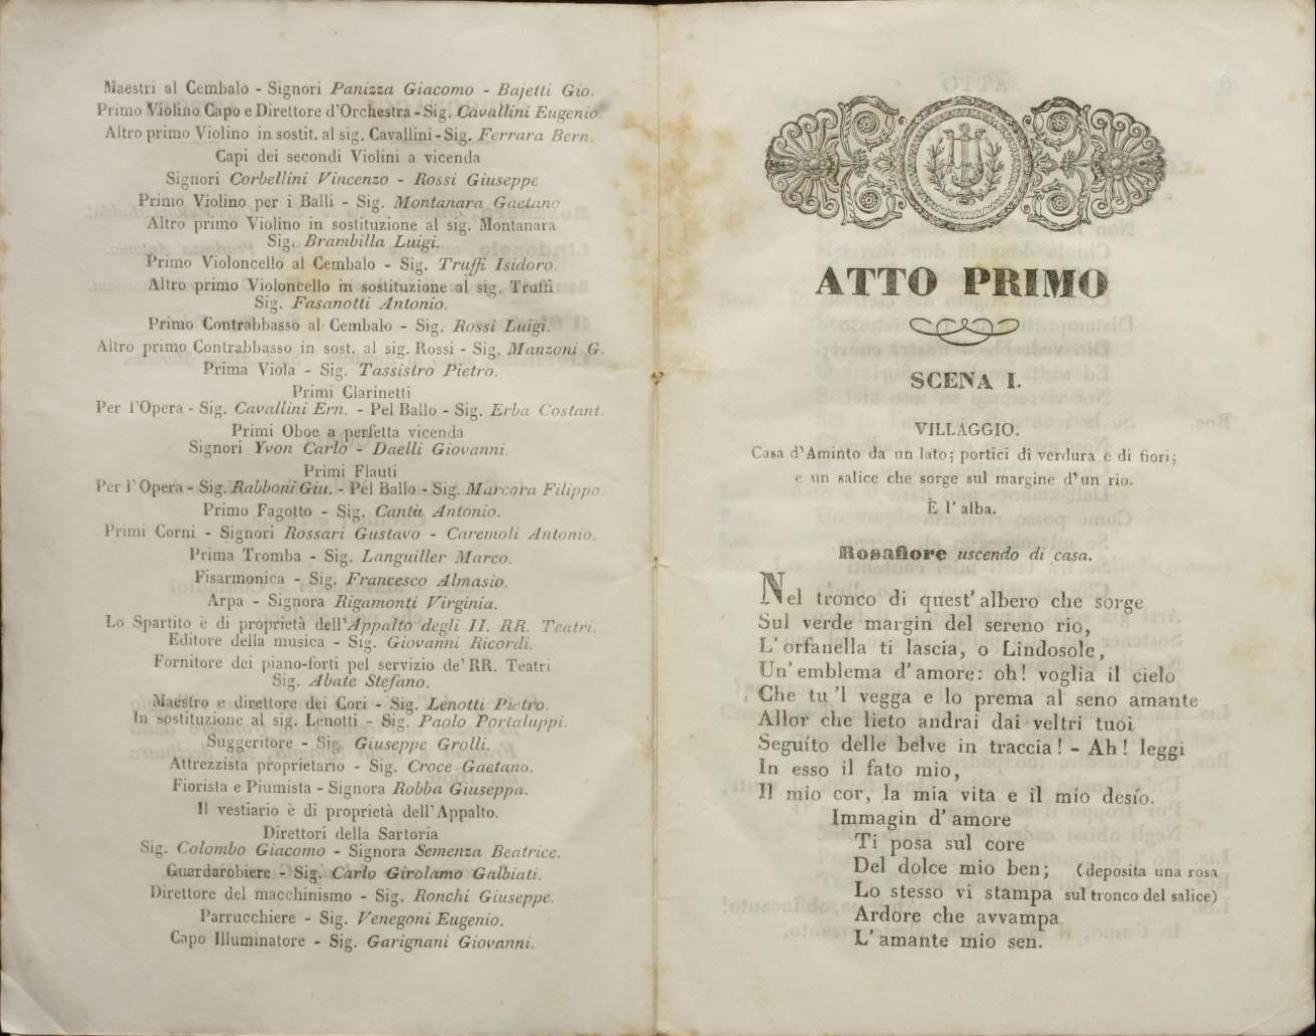 Maestri al Cembalo - Signori Panizza Giacomo - Bajetti Gio.
Primo Violino Capo e Direttore d'Orchestra - Sig. Cavallini Eugenio
Altro primo Violino in sostit. al sig. Cavallini - Sig. Ferrara Bern.
Capi dei secondi Violini a vicenda
Signori Corbellini Vincenzo - Rossi Giuseppe
Primo Violino per i Balli - Sig. Montanara Gaetano
Altro primo Violino in sostituzione al sig. Montanara
Sig. Brambilla Luigi.
Primo Violoncello al Cembalo - Sig. Truffi Isidoro.
Altro primo Violoncello in sostituzione al sig. Truffi
Sig. Fasanotti Antonio.
Primo Contrabbasso al Cembalo - Sig. Rossi Luigi.
Altro primo Contrabbasso in sost. al sig. Rossi - Sig. Manzoni G.
Prima Viola - Sig. Tassistro Pietro.
Primi Clarinetti
Per l'Opera - Sig. Cavallini Ern. - Pel Ballo - Sig. Erba Costant.
Primi Oboe a perfetta vicenda
Signori Yvon Carlo - Daelli Giovanni.
Primi Flauti
Per l'Opera - Sig. Rabboni Giu. - Pel Ballo - Sig. Marcora Filippo
Primo Fagotto - Sig. Cantù Antonio.
Primi Corni - Signori Rossari Gustavo - Caremoli Antonio.
Prima Tromba - Sig. Languiller Marco.
Fisarmonica - Sig. Francesco Almasio.
Arpa - Signora Rigamonti Virginia.
Lo Spartito è di proprietà dell'Appalto degli II. RR. Teatri.
Editore della musica - Sig. Giovanni Ricordi.
Fornitore dei piano-forti pel servizio de' RR. Teatri
Sig. Abate Stefano.
Maestro e direttore dei Cori - Sig. Lenotti Pietro.
In sostituzione al sig. Lenotti - Sig. Paolo Portaluppi.
Suggeritore - Sig. Giuseppe Grolli.
Attrezzista proprietario - Sig. Croce Gaetano.
Fiorista e Piumista - Signora Robba Giuseppa.
Il vestiario è di proprietà dell'Appalto.
Direttori della Sartoria
Sig. Colombo Giacomo - Signora Semenza Beatrice.
Guardarobiere - Sig. Carlo Girolamo Galbiati.
Direttore del macchinismo - Sig. Ronchi Giuseppe.
Parrucchiere - Sig. Venegoni Eugenio.
Capo Illuminatore - Sig. Garignani Giovanni.
ATTO PRIMO
SCENA I.
VILLAGGIO.
Casa d'Aminto da un lato; portici di verdura e di fiori;
e un salice che sorge sul margine d'un rio.
È l'alba.
Rosafiore uscendo di casa.
Nel tronco di quest'albero che sorge
Sul verde margin del sereno rio,
L'orfanella ti lascia, o Lindosole,
Un'emblema d'amore: oh! voglia il cielo
Che tu 'l vegga e lo prema al seno amante
Allor che lieto andrai dai veltri tuoi
Seguíto delle belve in traccia! - Ah! leggi
In esso il fato mio,
Il mio cor, la mia vita e il mio desío.
Immagin d'amore
Ti posa sul core
Del dolce mio ben; (deposita una rosa
Lo stesso vi stampa sul tronco del salice)
Ardore che avvampa
L'amante mio sen.